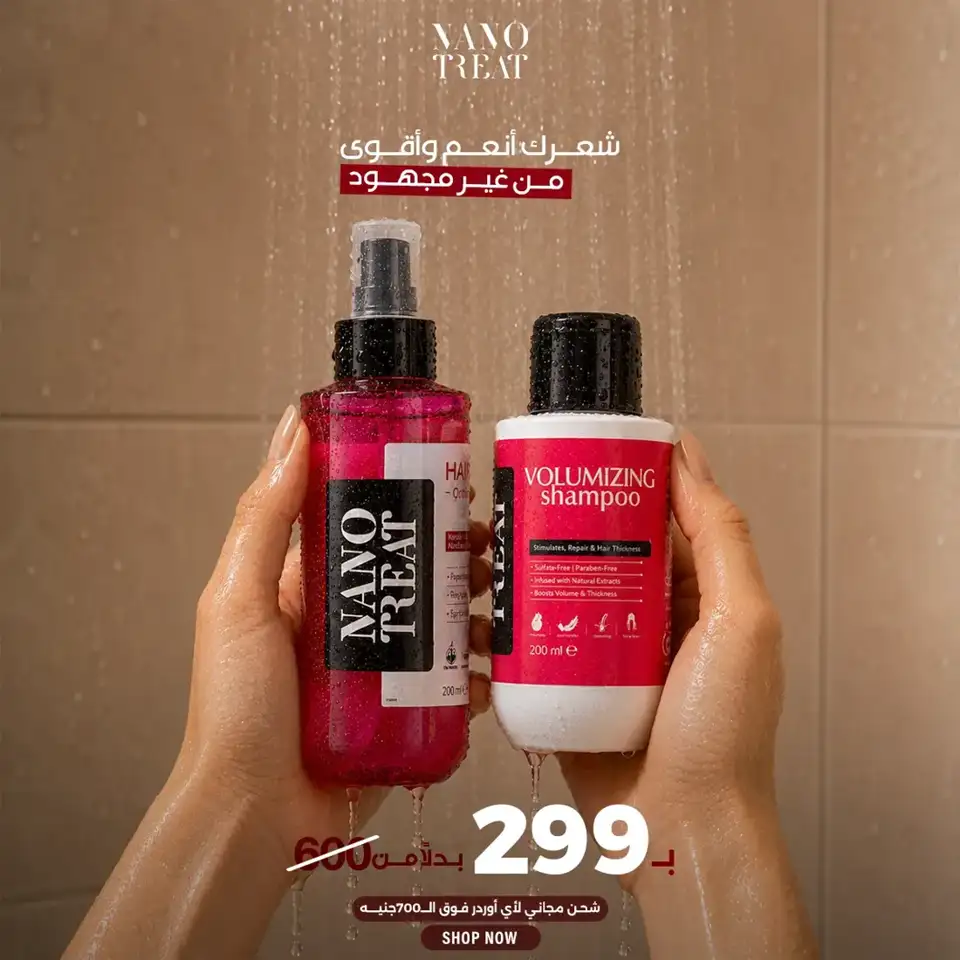 NANO
TREAT
شعرك أنعم وأقوى
من غير مجهود
NANO
TREAT
200 ml
TREAT
VOLUMIZING
shampoo
Stimulates, Repair & Hair Thickness
• Sulfate-Free | Paraben-Free
• Infused with Natural Extracts
• Boosts Volume & Thickness
200 ml e
بـ 299 بدلاً من 600
شحن مجاني لأي أوردر فوق الـ700جنيه
SHOP NOW